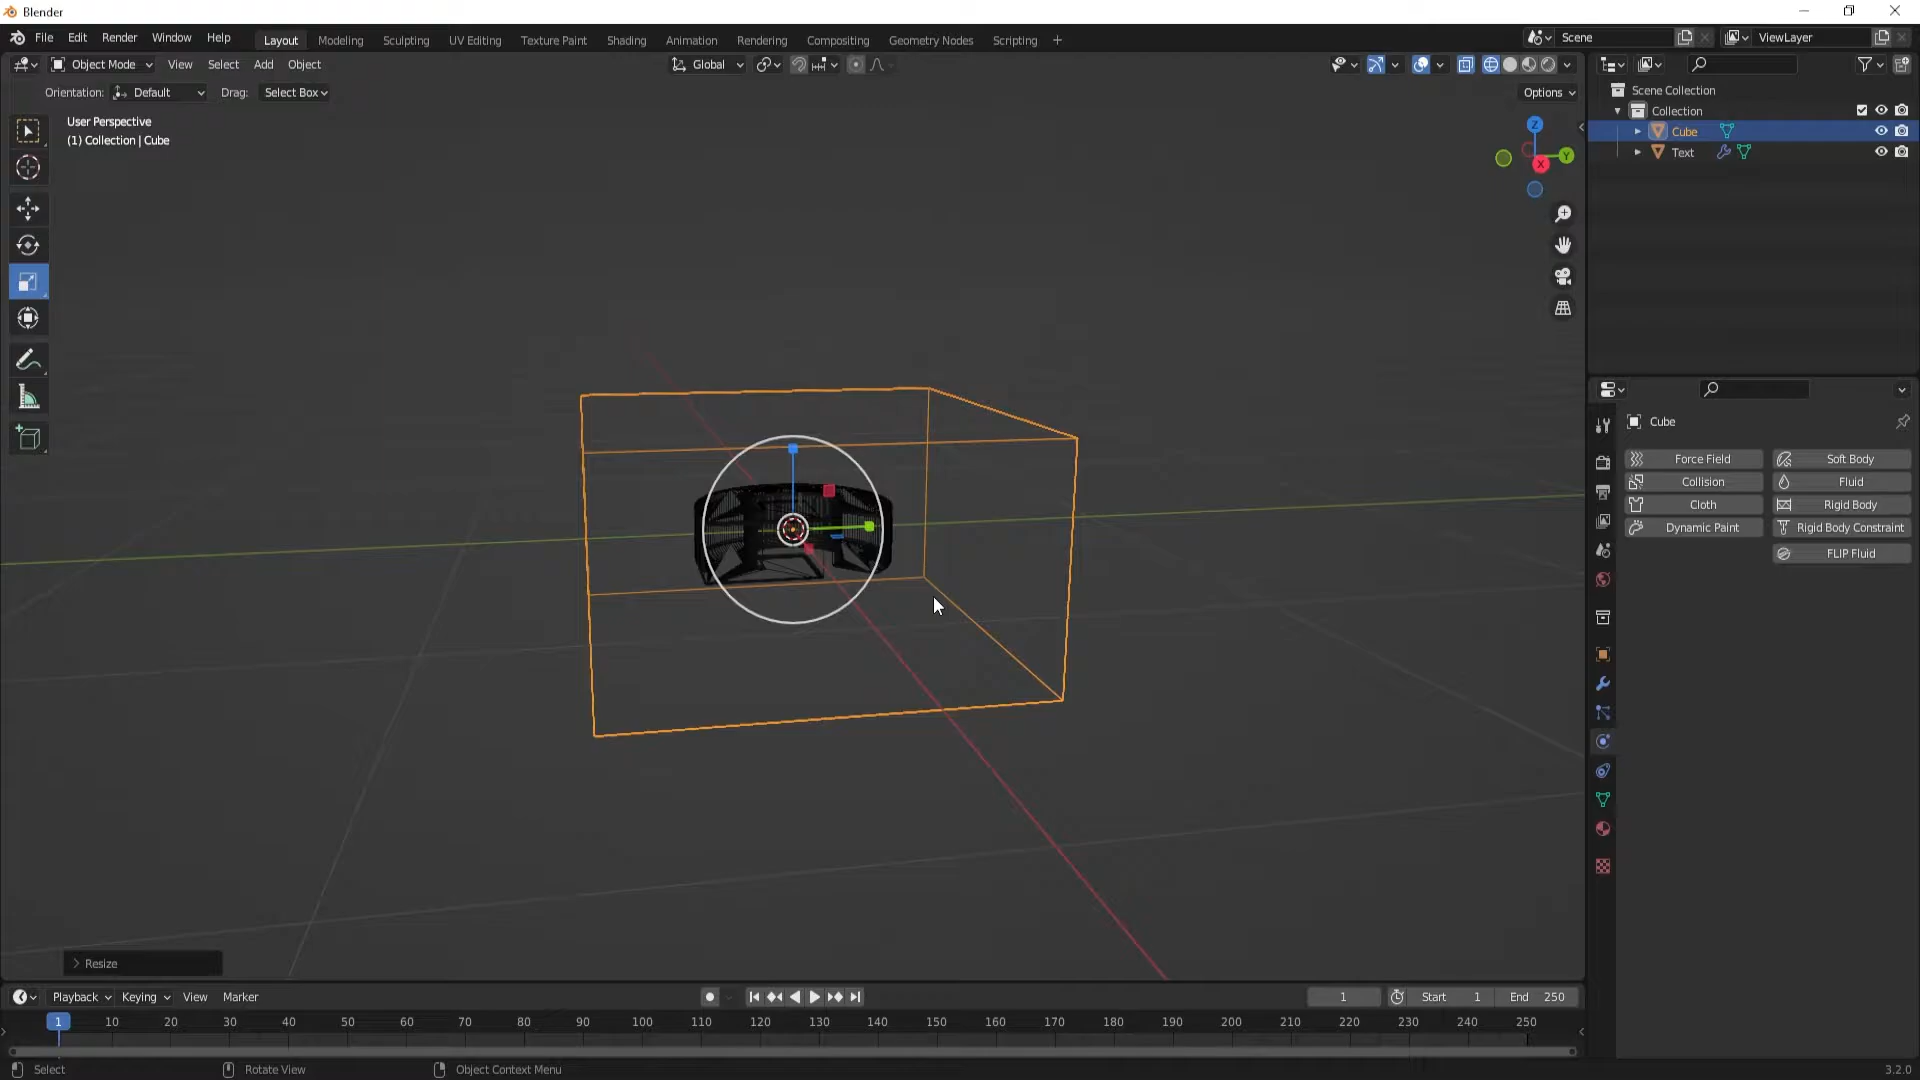 Blender
File Edit Render Window Help
Layout Modeling Sculpting UV Editing Texture Paint Shading Animation Rendering Compositing Geometry Nodes Scripting +
Scene
ViewLayer
Object Mode View Select Add Object
Global
Orientation: Default Drag: Select Box
Options
User Perspective
(1) Collection | Cube
Z
Y
X
Scene Collection
Collection
Cube
Text
Cube
Force Field Soft Body
Collision Fluid
Cloth Rigid Body
Dynamic Paint Rigid Body Constraint
FLIP Fluid
Resize
Playback Keying View Marker
1 Start 1 End 250
1 10 20 30 40 50 60 70 80 90 100 110 120 130 140 150 160 170 180 190 200 210 220 230 240 250
Select Rotate View Object Context Menu
3.2.0